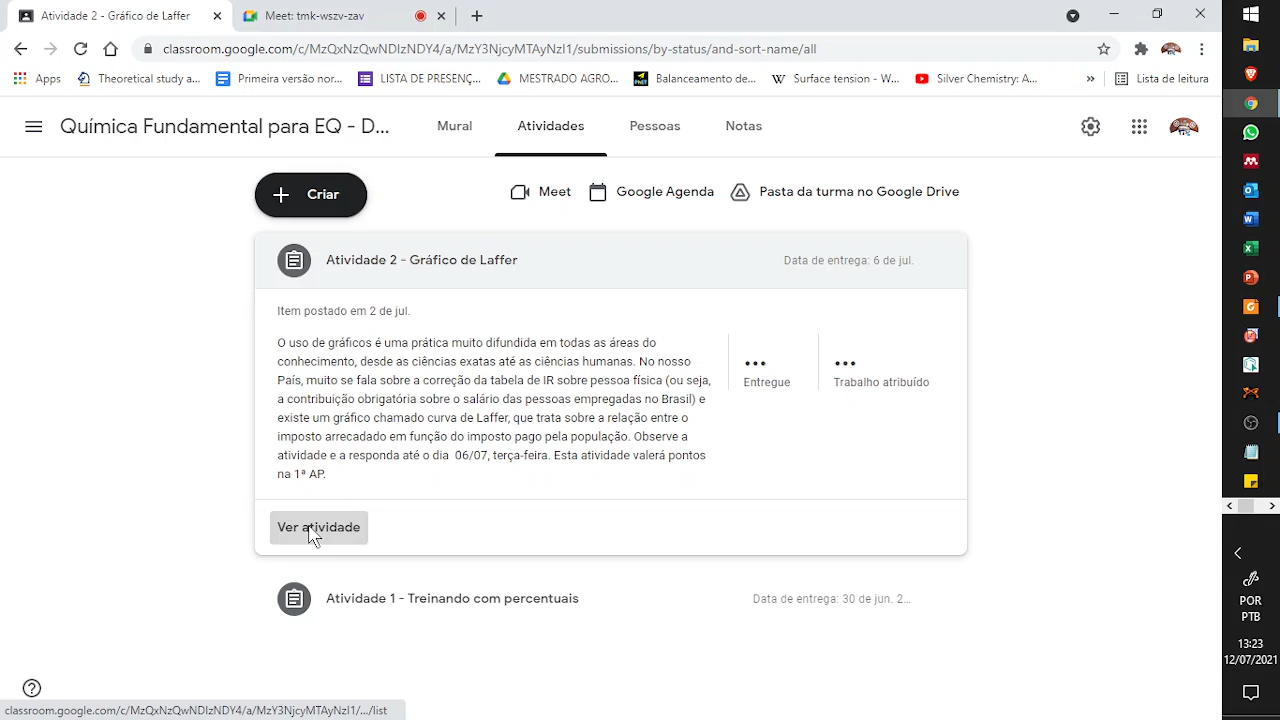 Atividade 2 - Gráfico de Laffer
Meet: tmk-wszv-zav
classroom.google.com/c/MzQxNzQwNDIzNDY4/a/MzY3NjcyMTAyNzI1/submissions/by-status/and-sort-name/all
Apps
Theoretical study a...
Primeira versão nor...
LISTA DE PRESENÇ...
MESTRADO AGRO...
Balanceamento de...
Surface tension - W...
Silver Chemistry: A...
»
Lista de leitura
Química Fundamental para EQ - D...
Mural
Atividades
Pessoas
Notas
Criar
Meet
Google Agenda
Pasta da turma no Google Drive
Atividade 2 - Gráfico de Laffer
Data de entrega: 6 de jul.
Item postado em 2 de jul.
O uso de gráficos é uma prática muito difundida em todas as áreas do
conhecimento, desde as ciências exatas até as ciências humanas. No nosso
País, muito se fala sobre a correção da tabela de IR sobre pessoa física (ou seja,
a contribuição obrigatória sobre o salário das pessoas empregadas no Brasil) e
existe um gráfico chamado curva de Laffer, que trata sobre a relação entre o
imposto arrecadado em função do imposto pago pela população. Observe a
atividade e a responda até o dia 06/07, terça-feira. Esta atividade valerá pontos
na 1ª AP.
•••
Entregue
•••
Trabalho atribuído
Ver atividade
Atividade 1 - Treinando com percentuais
Data de entrega: 30 de jun. 2...
classroom.google.com/c/MzQxNzQwNDIzNDY4/a/MzY3NjcyMTAyNzI1/.../list
POR
PTB
13:23
12/07/2021